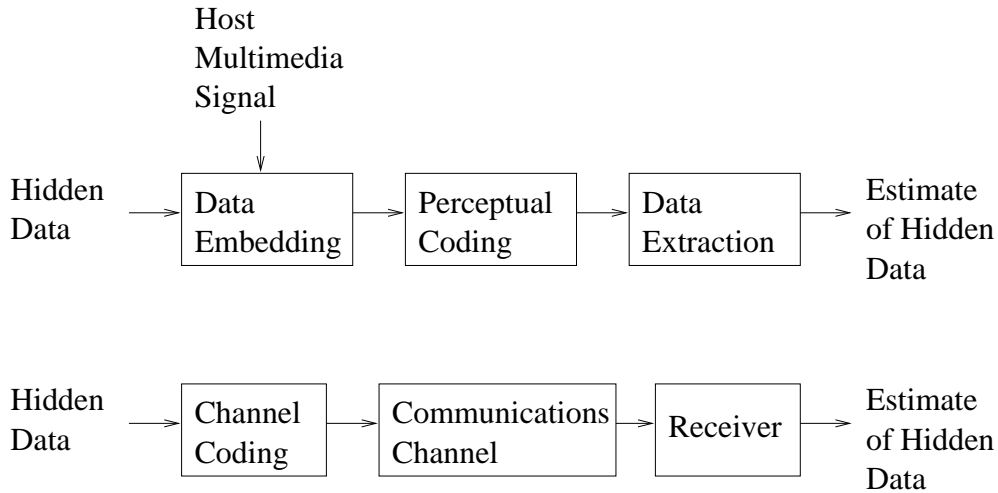 Host
Multimedia
Signal
Hidden
Data
Data
Embedding
Perceptual
Coding
Data
Extraction
Estimate
of Hidden
Data
Hidden
Data
Channel
Coding
Communications
Channel
Receiver
Estimate
of Hidden
Data